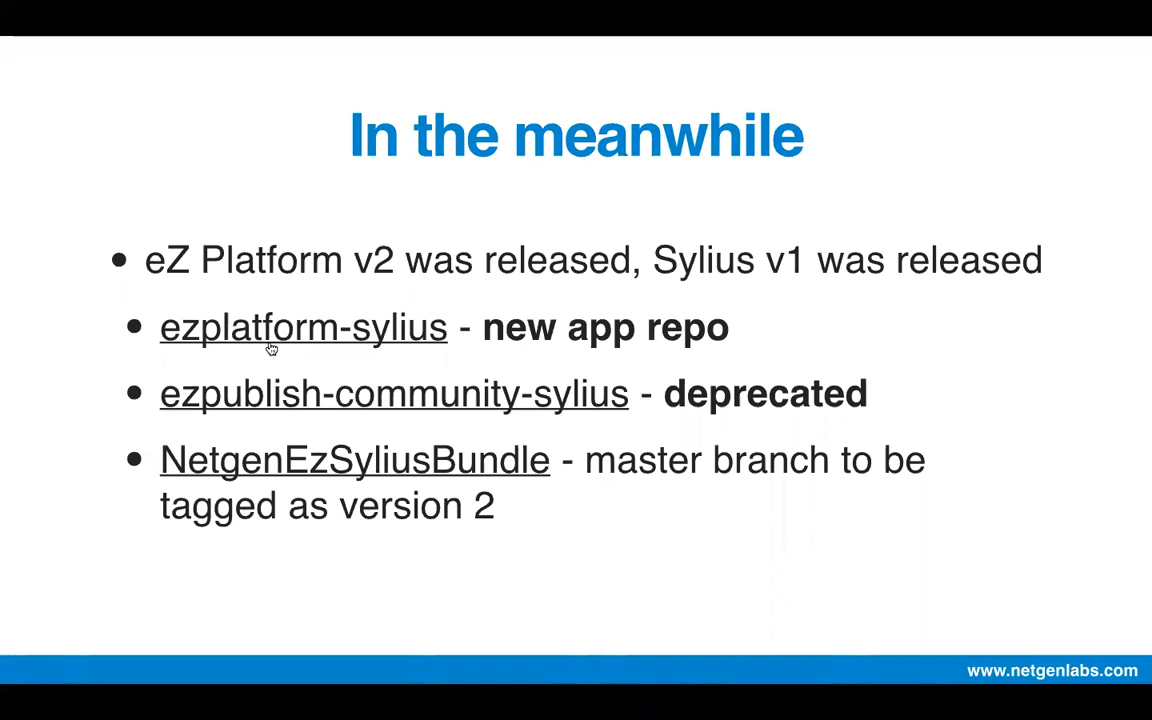 In the meanwhile
• eZ Platform v2 was released, Sylius v1 was released
• ezplatform-sylius - new app repo
• ezpublish-community-sylius - deprecated
• NetgenEzSyliusBundle - master branch to be
tagged as version 2
www.netgenlabs.com